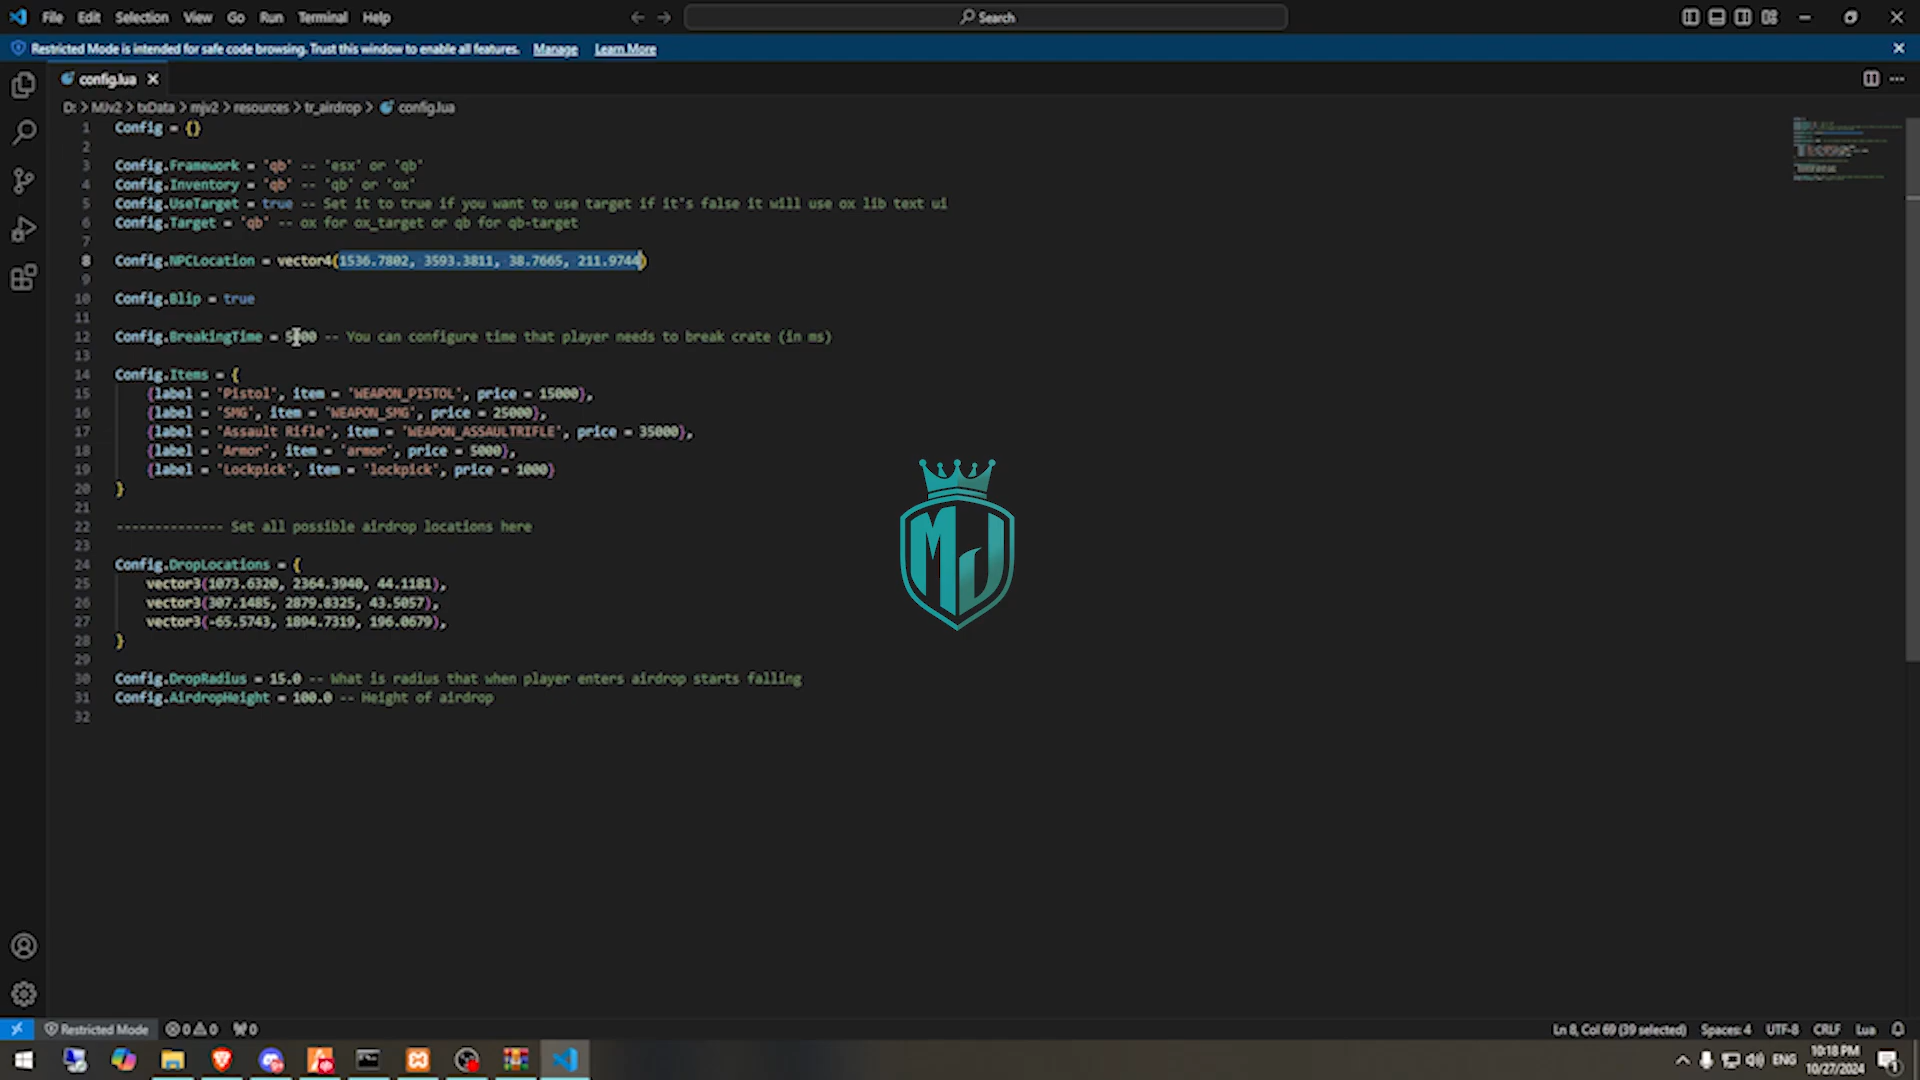 File Edit Selection View Go Run Terminal Help
Search
Restricted Mode is intended for safe code browsing. Trust this window to enable all features. Manage Learn More
config.lua
D: > MJv2 > txData > mjv2 > resources > tr_airdrop > config.lua
1 Config = {}
2
3 Config.Framework = 'qb' -- 'esx' or 'qb'
4 Config.Inventory = 'qb' -- 'qb' or 'ox'
5 Config.UseTarget = true -- Set it to true if you want to use target if it's false it will use ox lib text ui
6 Config.Target = 'qb' -- ox for ox_target or qb for qb-target
7
8 Config.NPCLocation = vector4(1536.7802, 3593.3811, 38.7665, 211.9744)
9
10 Config.Blip = true
11
12 Config.BreakingTime = 5000 -- You can configure time that player needs to break crate (in ms)
13
14 Config.Items = {
15 {label = 'Pistol', item = 'WEAPON_PISTOL', price = 15000},
16 {label = 'SMG', item = 'WEAPON_SMG', price = 25000},
17 {label = 'Assault Rifle', item = 'WEAPON_ASSAULTRIFLE', price = 35000},
18 {label = 'Armor', item = 'armor', price = 5000},
19 {label = 'Lockpick', item = 'lockpick', price = 1000}
20 }
21
22 -------------- Set all possible airdrop locations here
23
24 Config.DropLocations = {
25 vector3(1073.6320, 2364.3940, 44.1181),
26 vector3(307.1485, 2879.8325, 43.5057),
27 vector3(-65.5743, 1894.7319, 196.0679),
28 }
29
30 Config.DropRadius = 15.0 -- What is radius that when player enters airdrop starts falling
31 Config.AirdropHeight = 100.0 -- Height of airdrop
32
MJ
Restricted Mode 0 0 0
Ln 8, Col 69 (39 selected) Spaces: 4 UTF-8 CRLF Lua
ENG
10:18 PM
10/27/2024
1